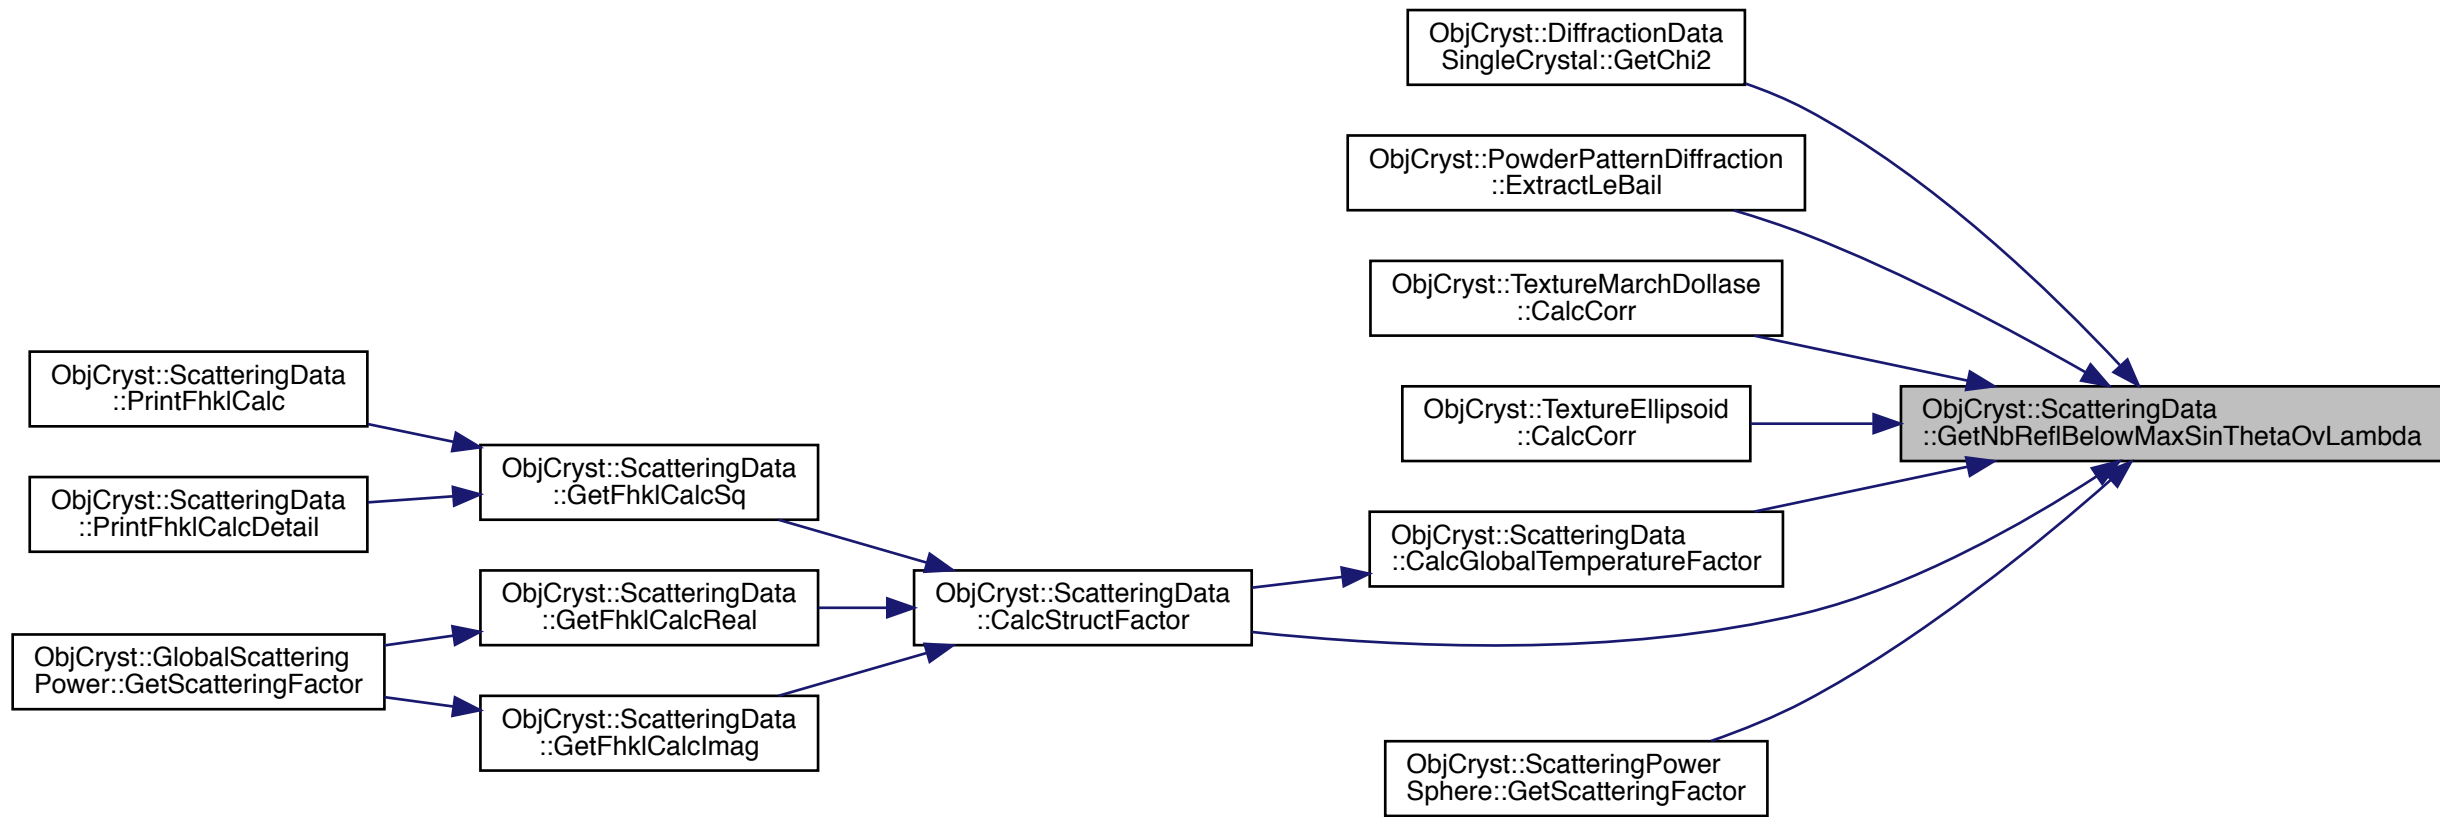 ObjCryst::DiffractionData
SingleCrystal::GetChi2
ObjCryst::PowderPatternDiffraction
::ExtractLeBail
ObjCryst::TextureMarchDollase
::CalcCorr
ObjCryst::ScatteringData
::PrintFhklCalc
ObjCryst::TextureEllipsoid
::CalcCorr
ObjCryst::ScatteringData
::GetNbReflBelowMaxSinThetaOvLambda
ObjCryst::ScatteringData
::GetFhklCalcSq
ObjCryst::ScatteringData
::PrintFhklCalcDetail
ObjCryst::ScatteringData
::CalcGlobalTemperatureFactor
ObjCryst::ScatteringData
::GetFhklCalcReal
ObjCryst::ScatteringData
::CalcStructFactor
ObjCryst::GlobalScattering
Power::GetScatteringFactor
ObjCryst::ScatteringData
::GetFhklCalcImag
ObjCryst::ScatteringPower
Sphere::GetScatteringFactor